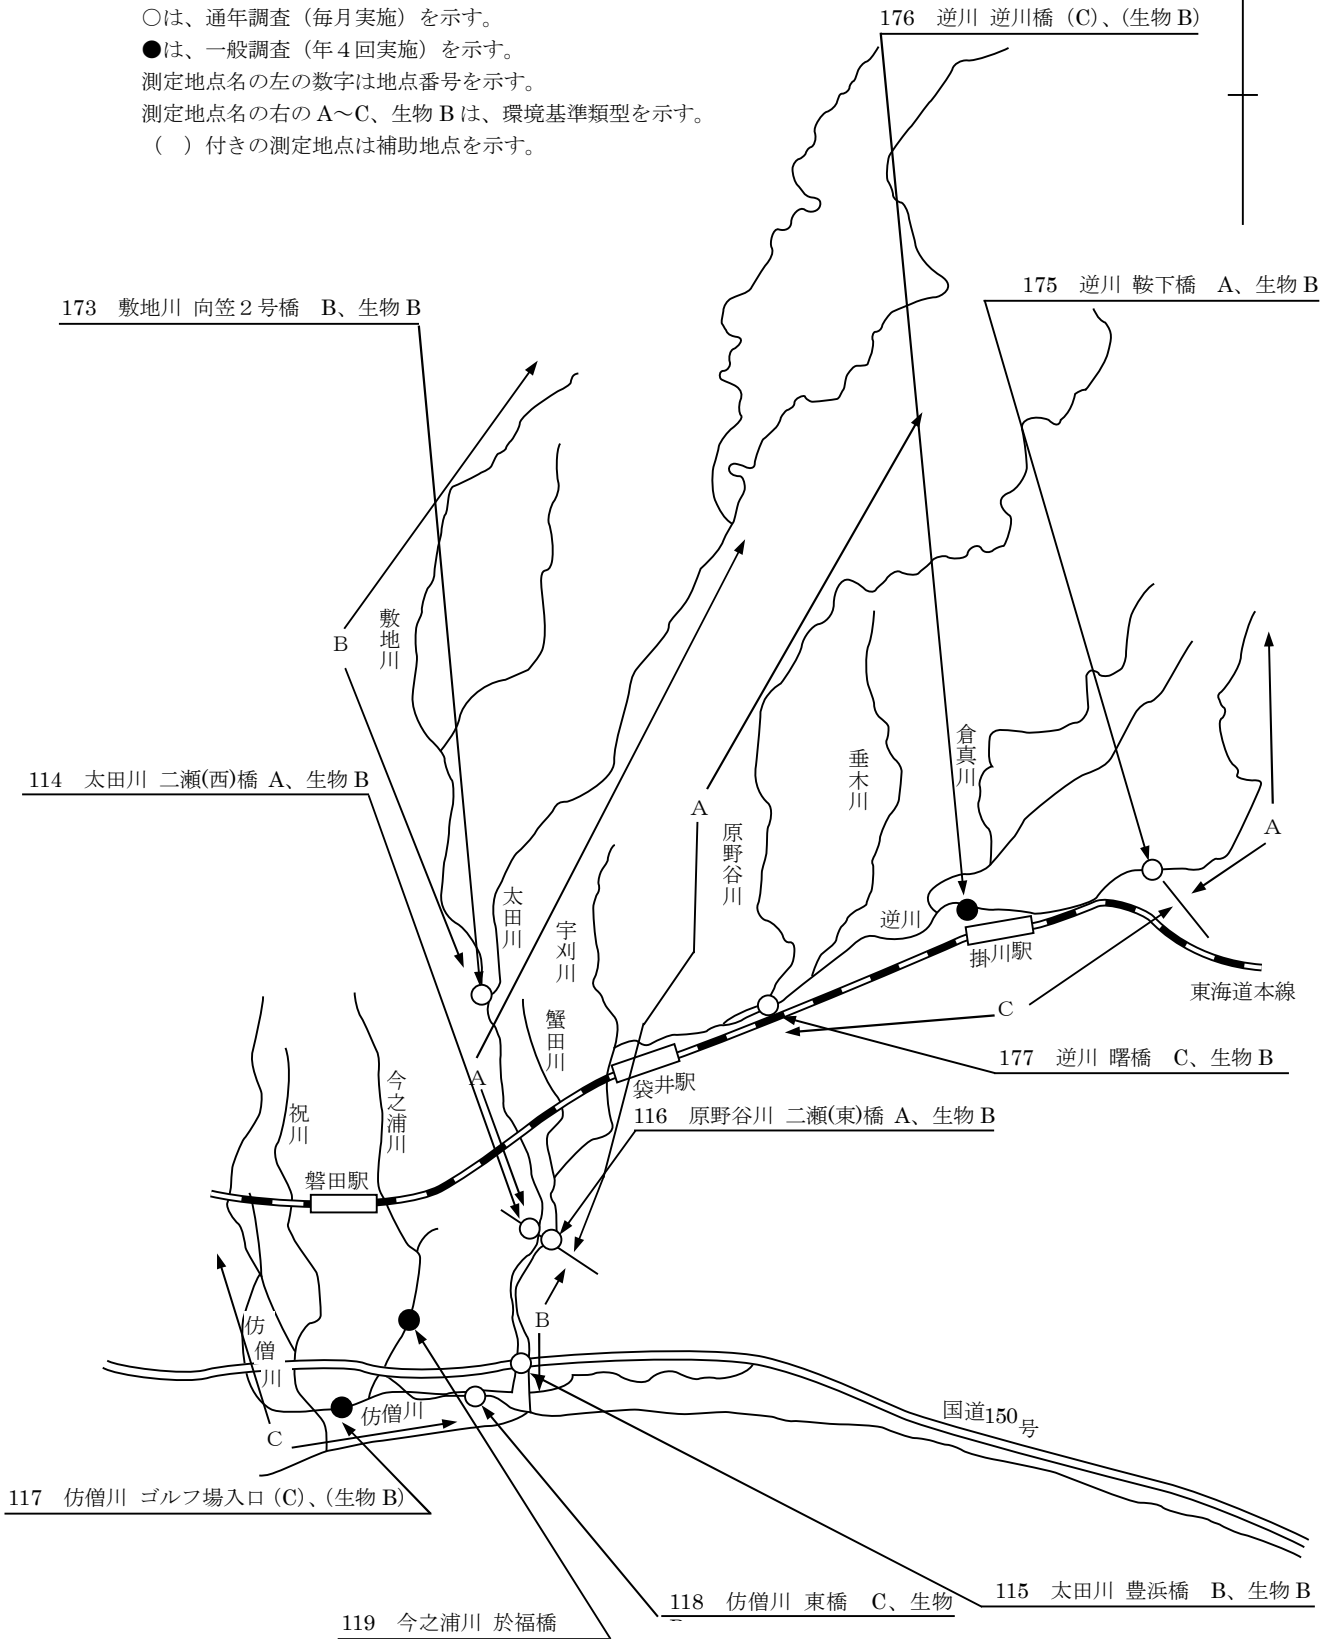 ○は、通年調査（毎月実施）を示す。
●は、一般調査（年４回実施）を示す。
測定地点名の左の数字は地点番号を示す。
測定地点名の右の A～C、生物 B は、環境基準類型を示す。
（　）付きの測定地点は補助地点を示す。
176　逆川 逆川橋（C）、（生物 B）
175　逆川 鞍下橋　A、生物 B
173　敷地川 向笠２号橋　B、生物 B
B
敷地川
倉真川
垂木川
114　太田川 二瀬(西)橋 A、生物 B
A
原野谷川
A
太田川
宇刈川
逆川
掛川駅
東海道本線
C
蟹田川
177　逆川 曙橋　C、生物 B
A
袋井駅
今之浦川
祝川
116　原野谷川 二瀬(東)橋 A、生物 B
磐田駅
B
仿僧川
仿僧川
国道150号
C
117　仿僧川 ゴルフ場入口（C）、（生物 B）
115　太田川 豊浜橋　B、生物 B
118　仿僧川 東橋　C、生物
119　今之浦川 於福橋